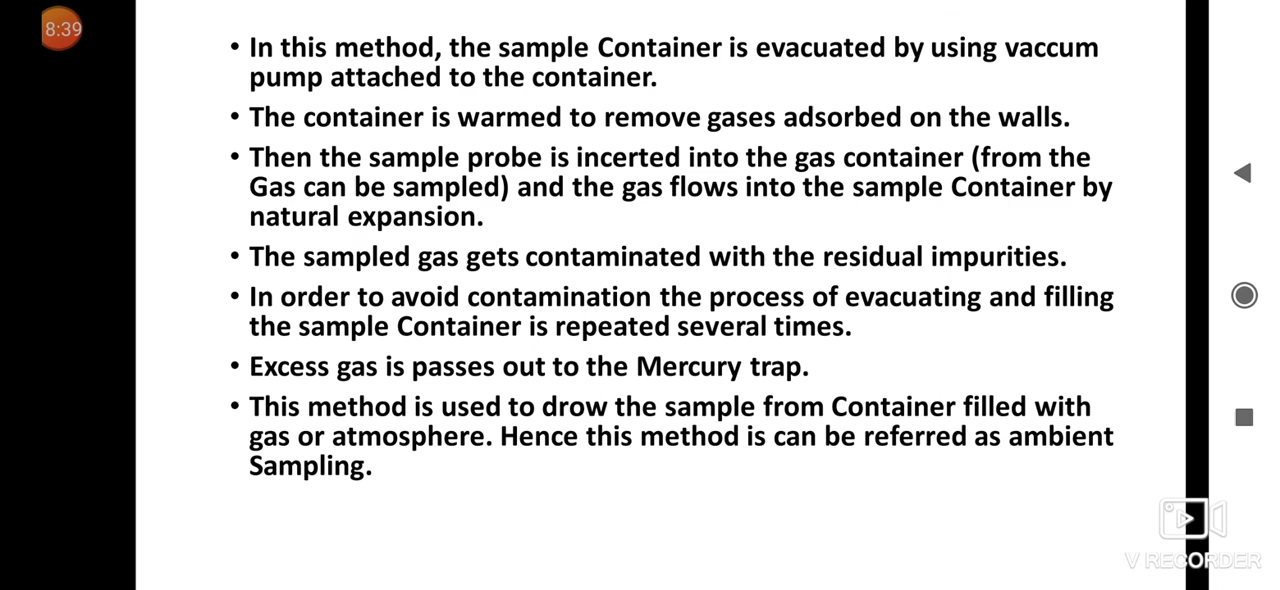 8:39
• In this method, the sample Container is evacuated by using vaccum
pump attached to the container.
• The container is warmed to remove gases adsorbed on the walls.
• Then the sample probe is incerted into the gas container (from the
Gas can be sampled) and the gas flows into the sample Container by
natural expansion.
• The sampled gas gets contaminated with the residual impurities.
• In order to avoid contamination the process of evacuating and filling
the sample Container is repeated several times.
• Excess gas is passes out to the Mercury trap.
• This method is used to drow the sample from Container filled with
gas or atmosphere. Hence this method is can be referred as ambient
Sampling.
V RECORDER